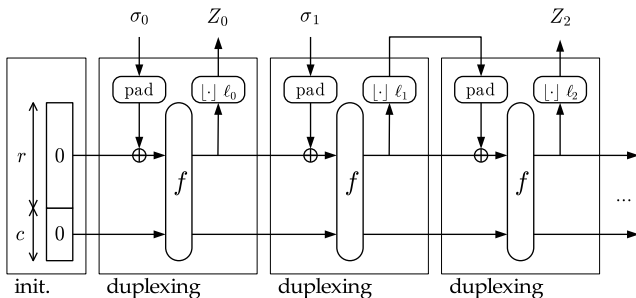 σ₀ Z₀ σ₁ Z₂
pad ⌊·⌋ ℓ₀ pad ⌊·⌋ ℓ₁ pad ⌊·⌋ ℓ₂
r 0 f f f
...
c 0
init. duplexing duplexing duplexing